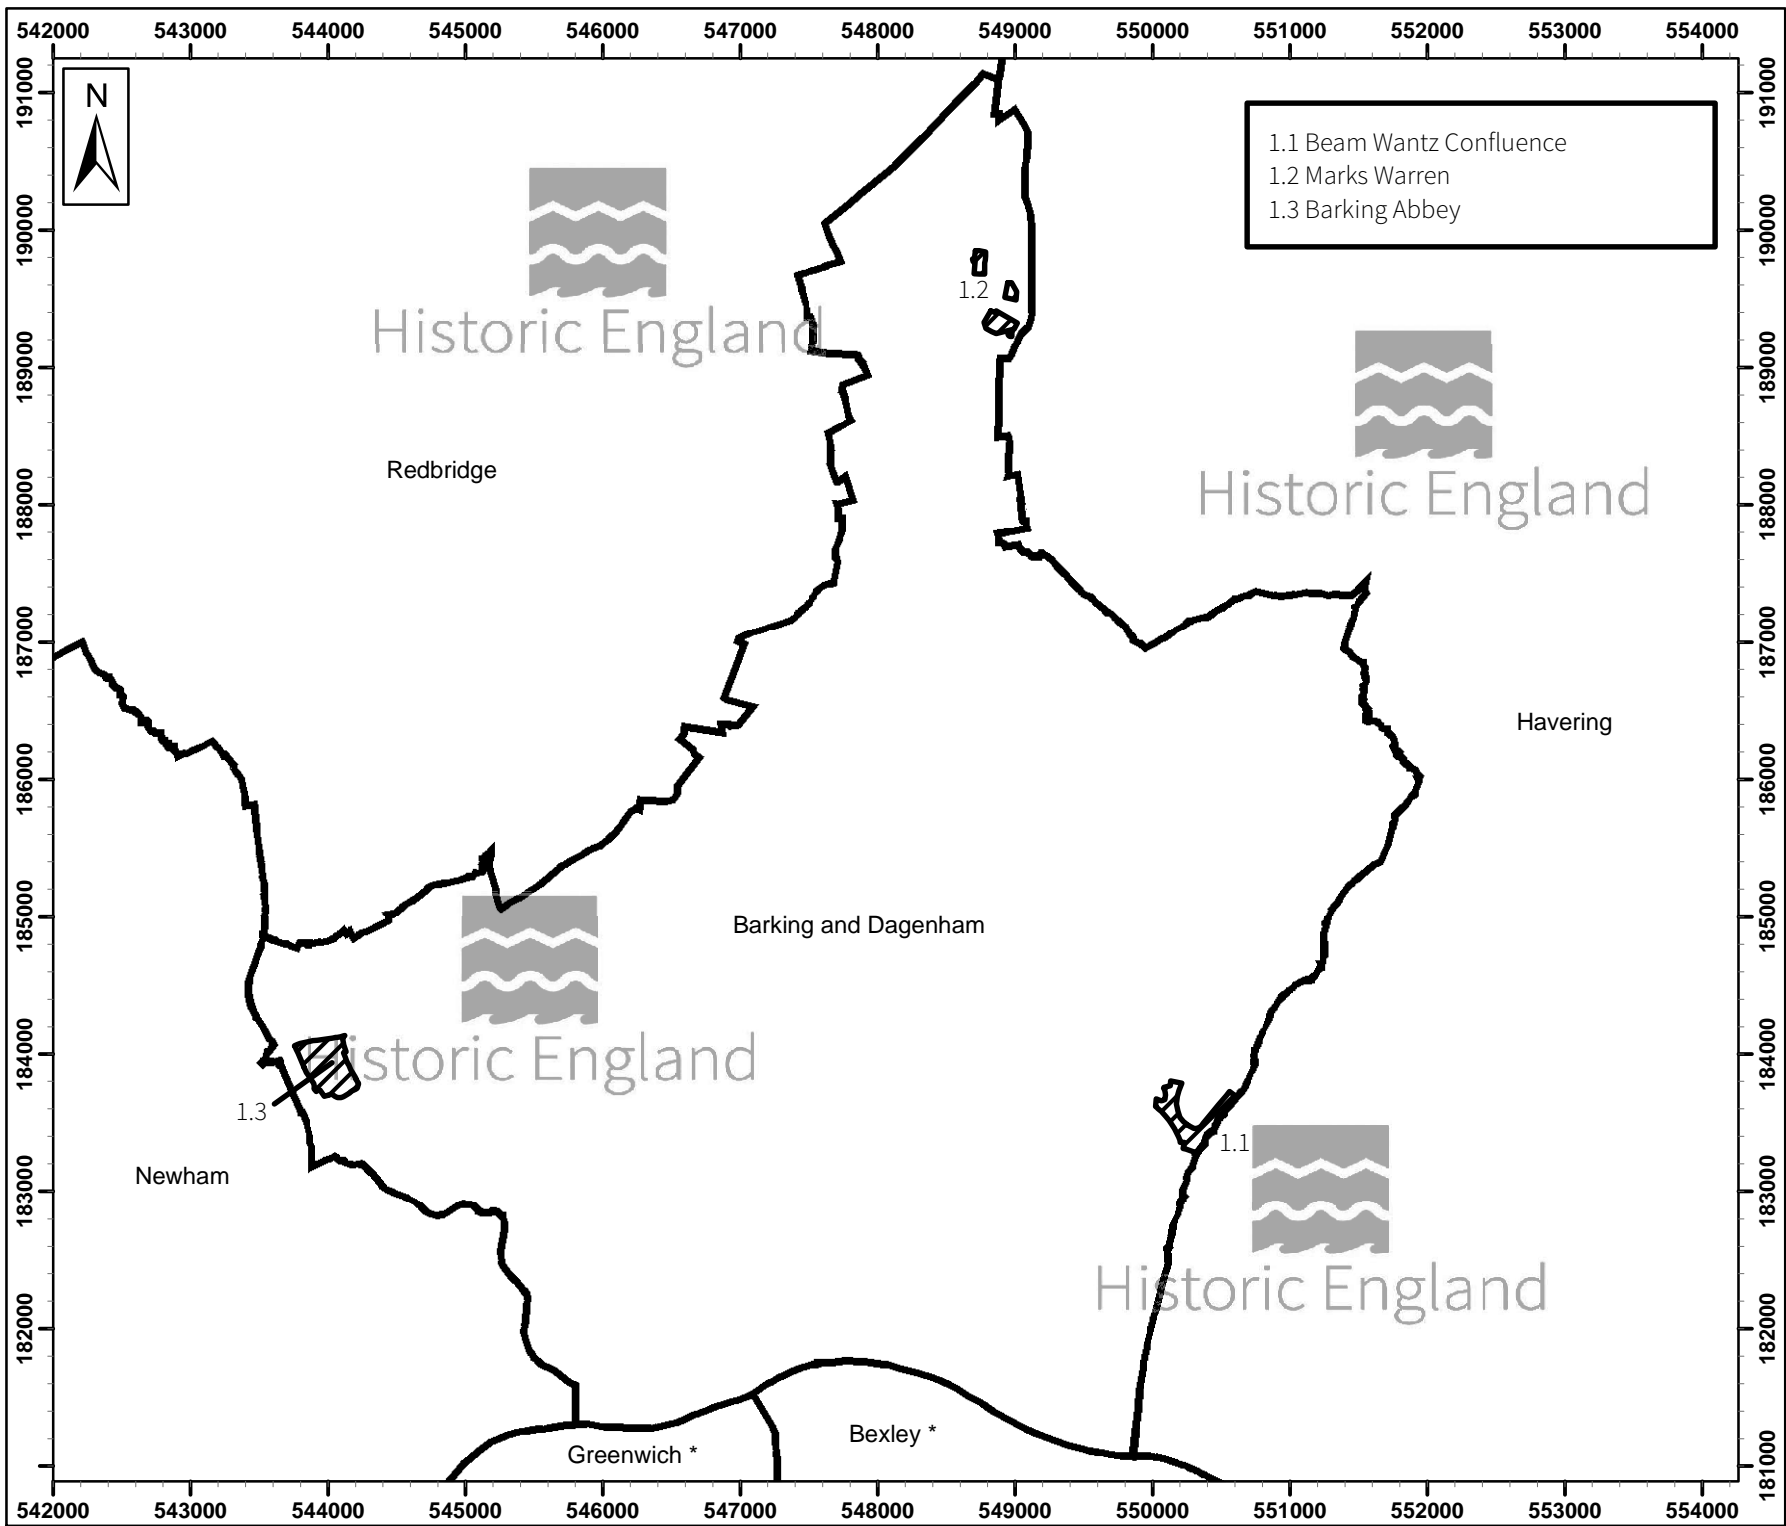 542000 543000 544000 545000 546000 547000 548000 549000 550000 551000 552000 553000 554000
191000 191000
N
1.1 Beam Wantz Confluence
1.2 Marks Warren
1.3 Barking Abbey
190000 190000
1.2
Historic England
189000 189000
Redbridge
Historic England
188000 188000
187000 187000
Havering
186000 186000
Barking and Dagenham
185000 185000
Historic England
184000 184000
1.3
1.1
Newham
183000 183000
Historic England
182000 182000
Bexley *
Greenwich *
181000 181000
542000 543000 544000 545000 546000 547000 548000 549000 550000 551000 552000 553000 554000